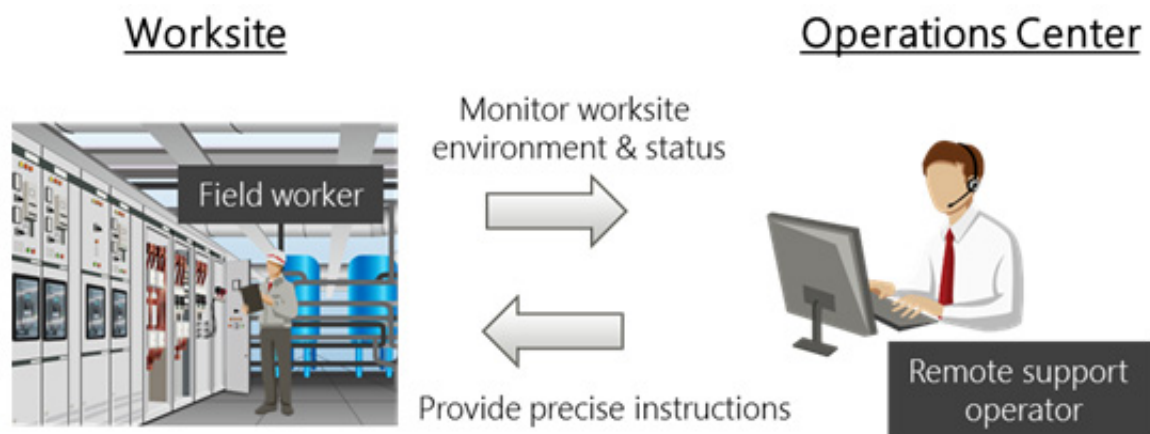 Worksite
Operations Center
Monitor worksite
environment & status
Field worker
Provide precise instructions
Remote support
operator